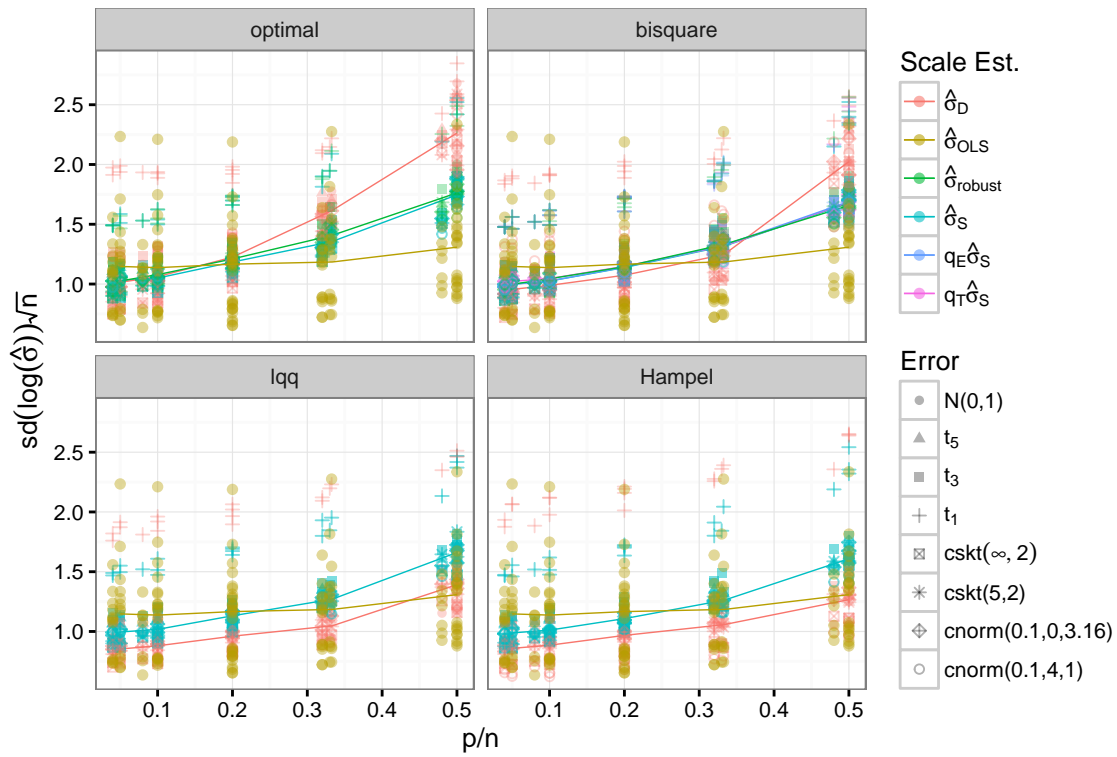 optimal
bisquare
lqq
Hampel
sd(log(σ̂))√n
2.5
2.0
1.5
1.0
2.5
2.0
1.5
1.0
0.1 0.2 0.3 0.4 0.5
0.1 0.2 0.3 0.4 0.5
p/n
Scale Est.
σ̂D
σ̂OLS
σ̂robust
σ̂S
qEσ̂S
qTσ̂S
Error
N(0,1)
t5
t3
t1
cskt(∞, 2)
cskt(5,2)
cnorm(0.1,0,3.16)
cnorm(0.1,4,1)